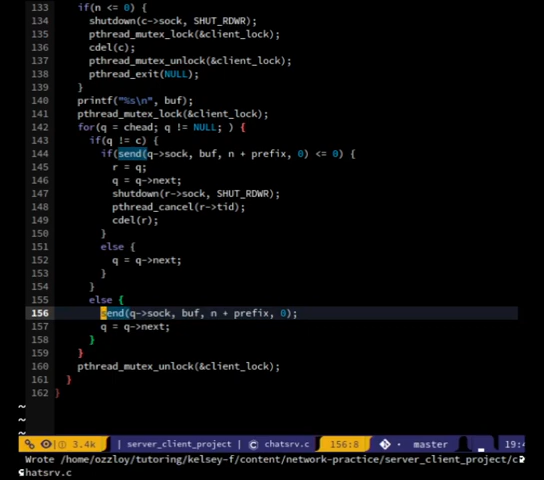 133 if(n <= 0) {
134 shutdown(c->sock, SHUT_RDWR);
135 pthread_mutex_lock(&client_lock);
136 cdel(c);
137 pthread_mutex_unlock(&client_lock);
138 pthread_exit(NULL);
139 }
140 printf("%s\n", buf);
141 pthread_mutex_lock(&client_lock);
142 for(q = chead; q != NULL; ) {
143 if(q != c) {
144 if(send(q->sock, buf, n + prefix, 0) <= 0) {
145 r = q;
146 q = q->next;
147 shutdown(r->sock, SHUT_RDWR);
148 pthread_cancel(r->tid);
149 cdel(r);
150 }
151 else {
152 q = q->next;
153 }
154 }
155 else {
156 send(q->sock, buf, n + prefix, 0);
157 q = q->next;
158 }
159 }
160 pthread_mutex_unlock(&client_lock);
161 }
162 }
~
~
3.4k | server_client_project | chatsrv.c 156:8 master 19:4
Wrote /home/ozzloy/tutoring/kelsey-f/content/network-practice/server_client_project/c
hatsrv.c